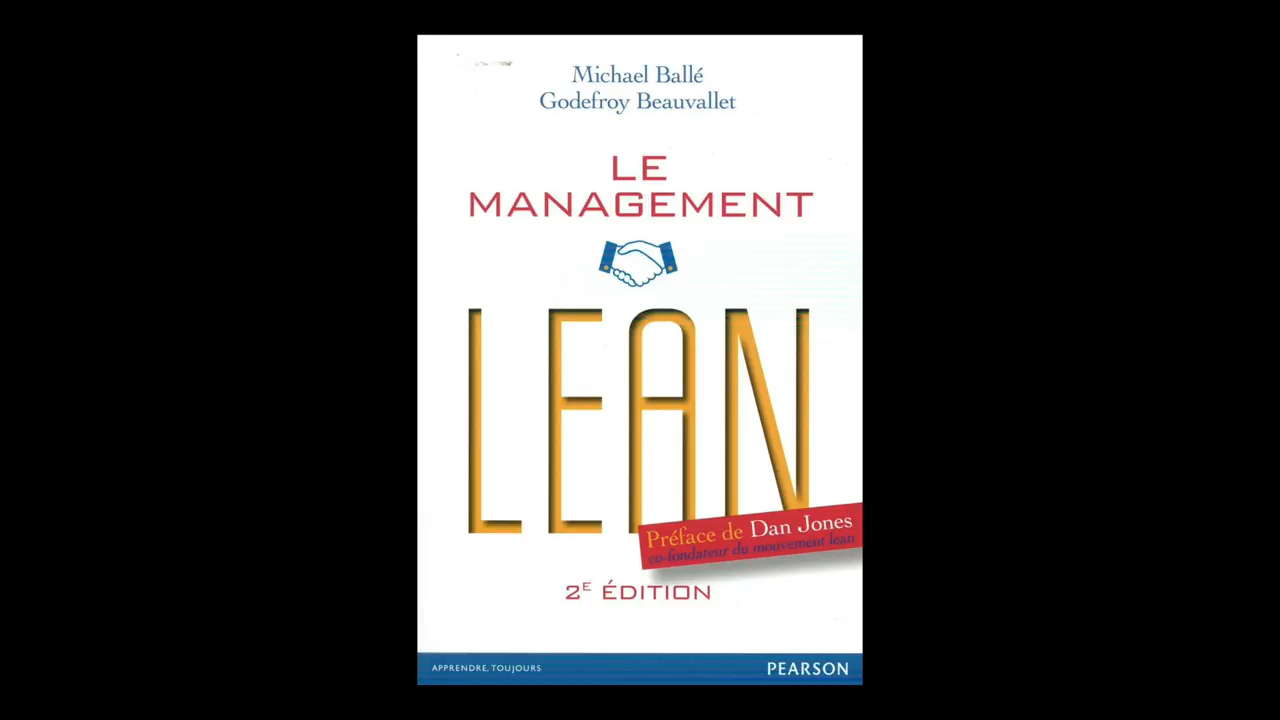 Michael Ballé
Godefroy Beauvallet
LE
MANAGEMENT
LEAN
Préface de Dan Jones
co-fondateur du mouvement lean
2E ÉDITION
APPRENDRE, TOUJOURS
PEARSON